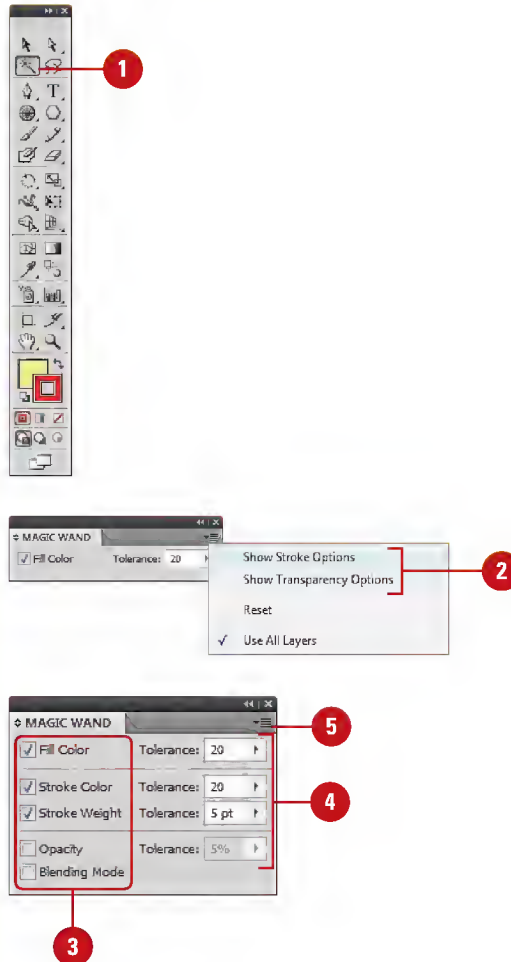 1
T
MAGIC WAND
Fill Color Tolerance: 20
Show Stroke Options
Show Transparency Options
2
Reset
✓ Use All Layers
MAGIC WAND
5
Fill Color Tolerance: 20
Stroke Color Tolerance: 20
4
Stroke Weight Tolerance: 5 pt
Opacity Tolerance: 5%
Blending Mode
3